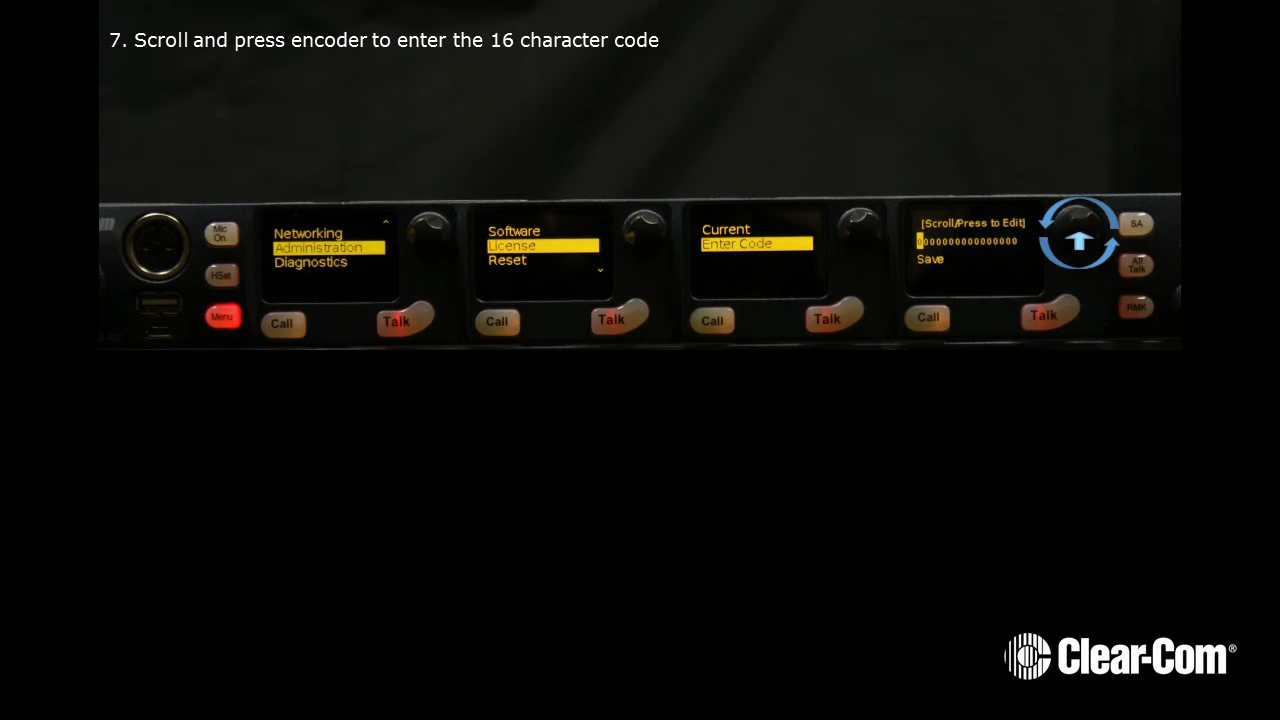 7. Scroll and press encoder to enter the 16 character code
Mic
On
HSet
Menu
Networking
Administration
Diagnostics
Call
Talk
Software
License
Reset
Call
Talk
Current
Enter Code
Call
Talk
[Scroll/Press to Edit]
0000000000000000
Save
Call
Talk
SA
All
Talk
RMK
Clear-Com®